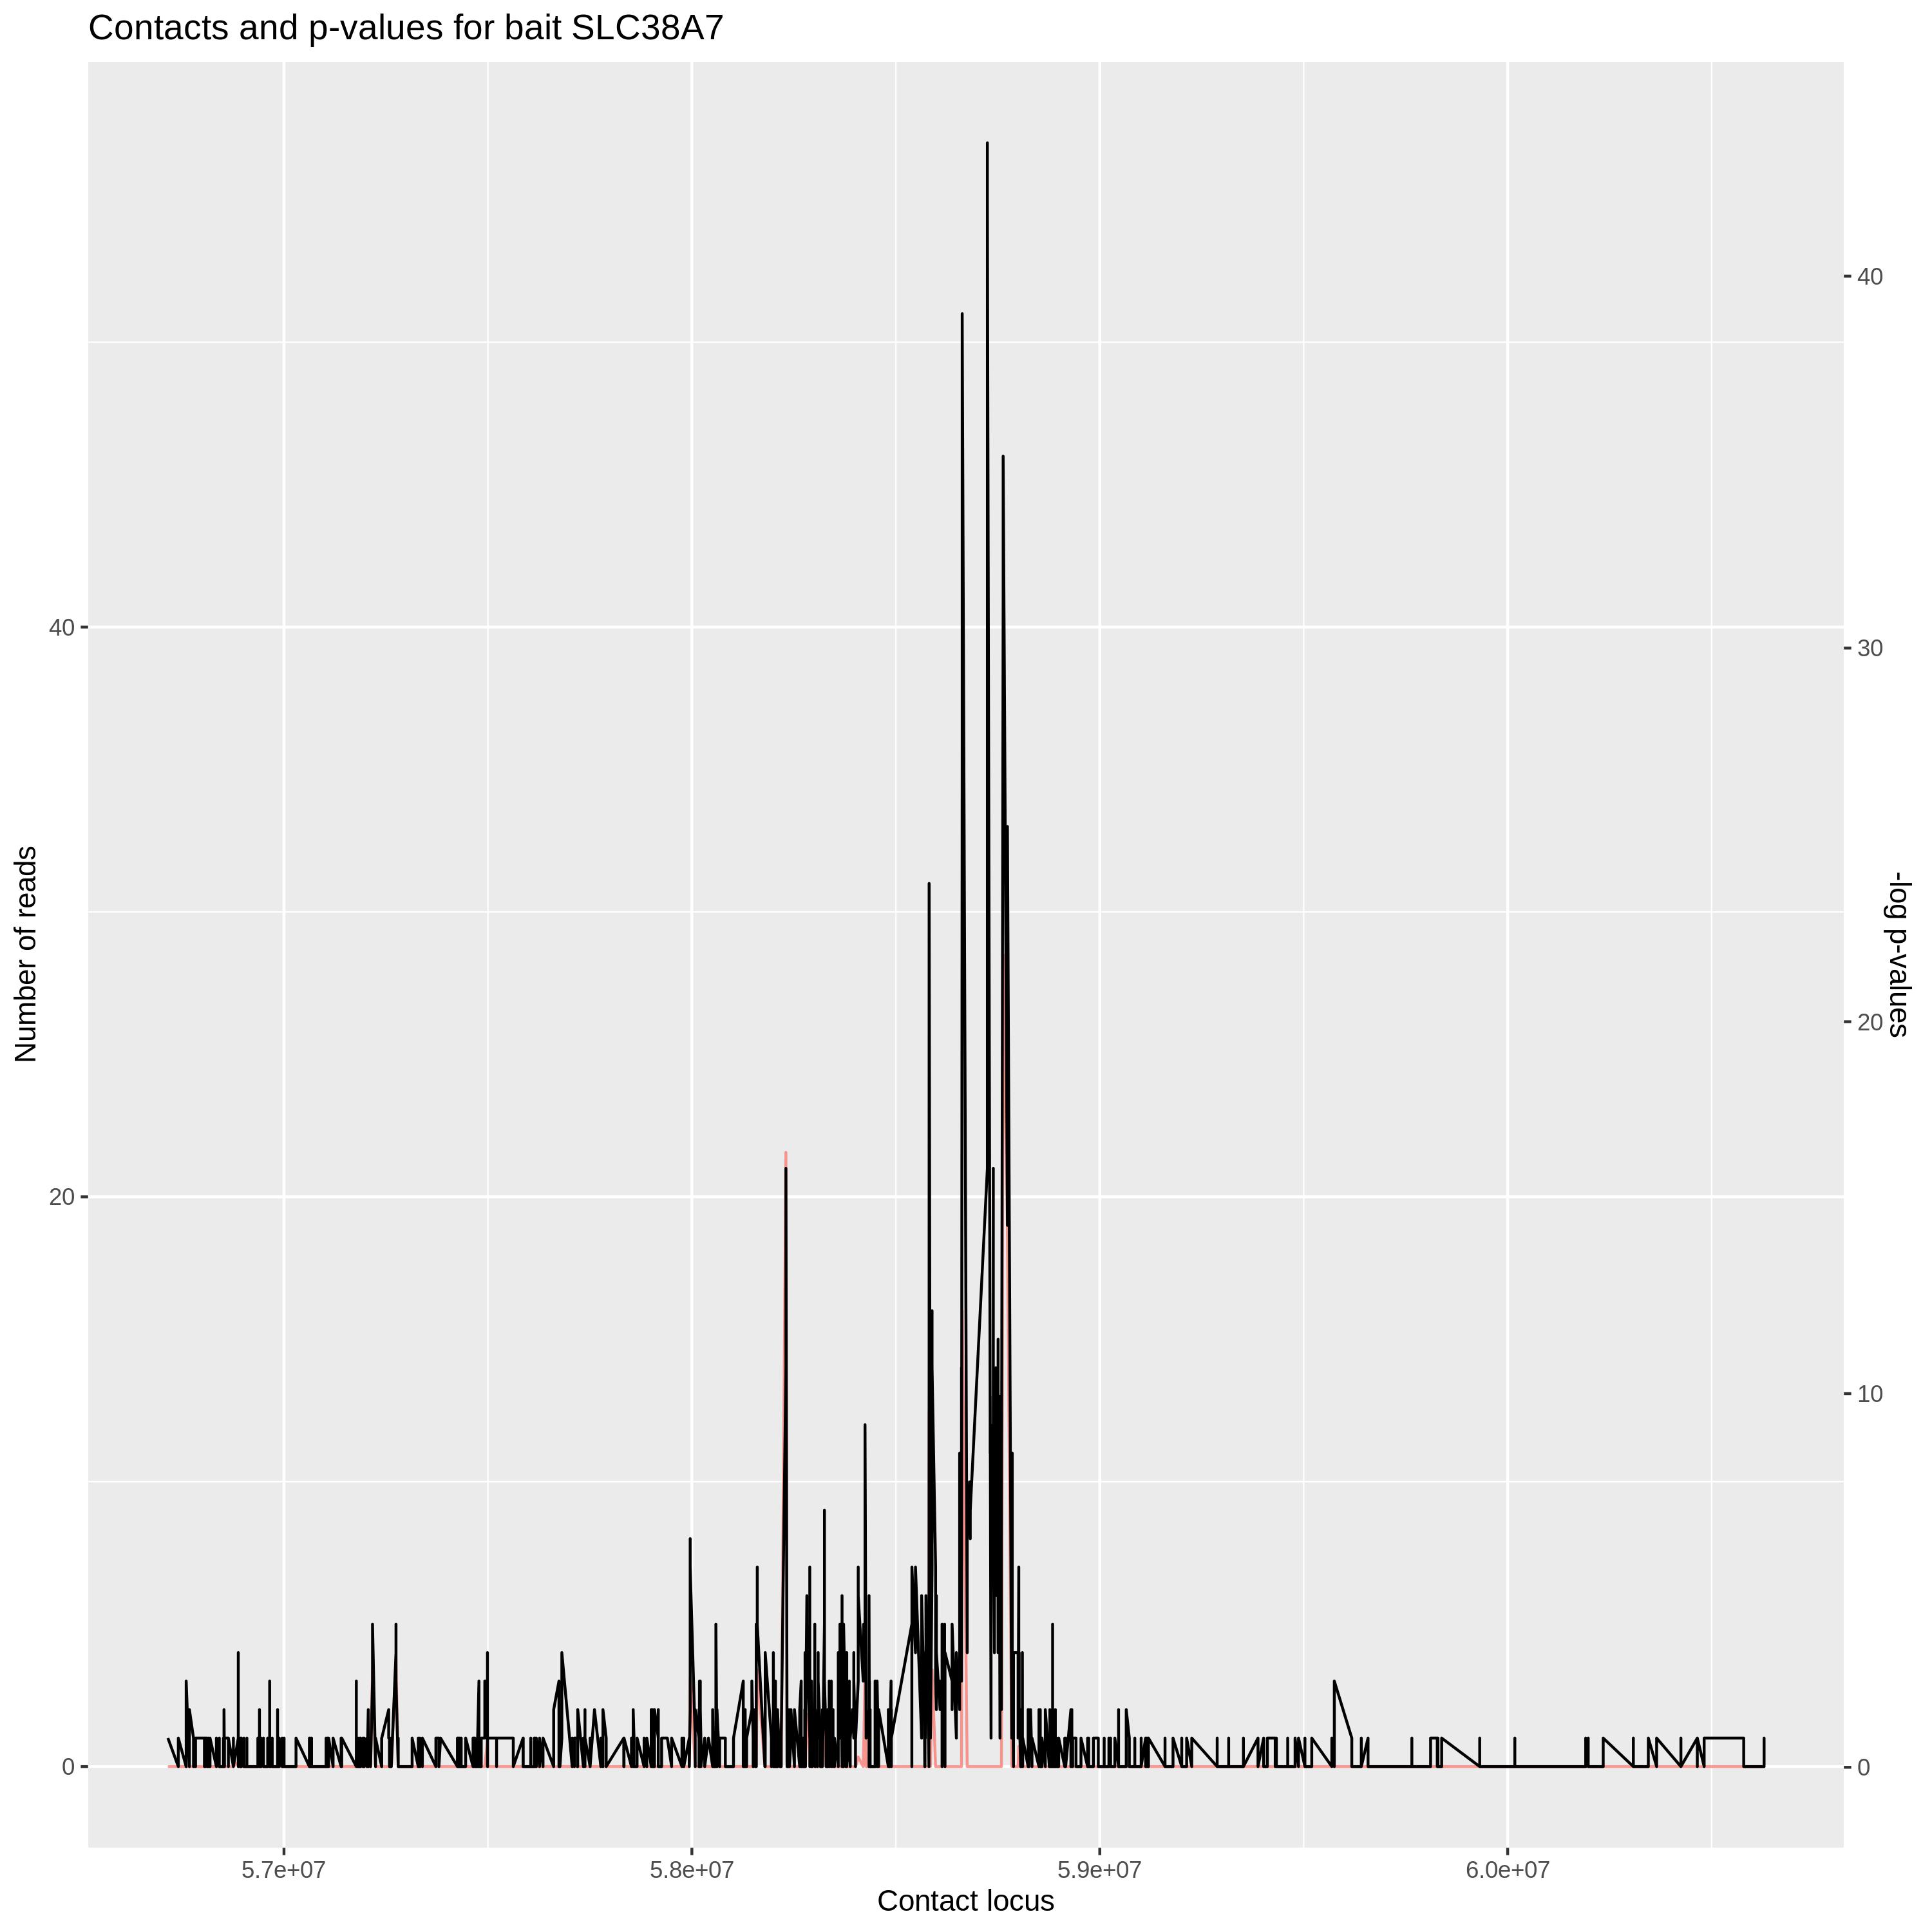 Contacts and p-values for bait SLC38A7
40
20
0
Number of reads
40
30
20
10
0
-log p-values
5.7e+07 5.8e+07 5.9e+07 6.0e+07
Contact locus